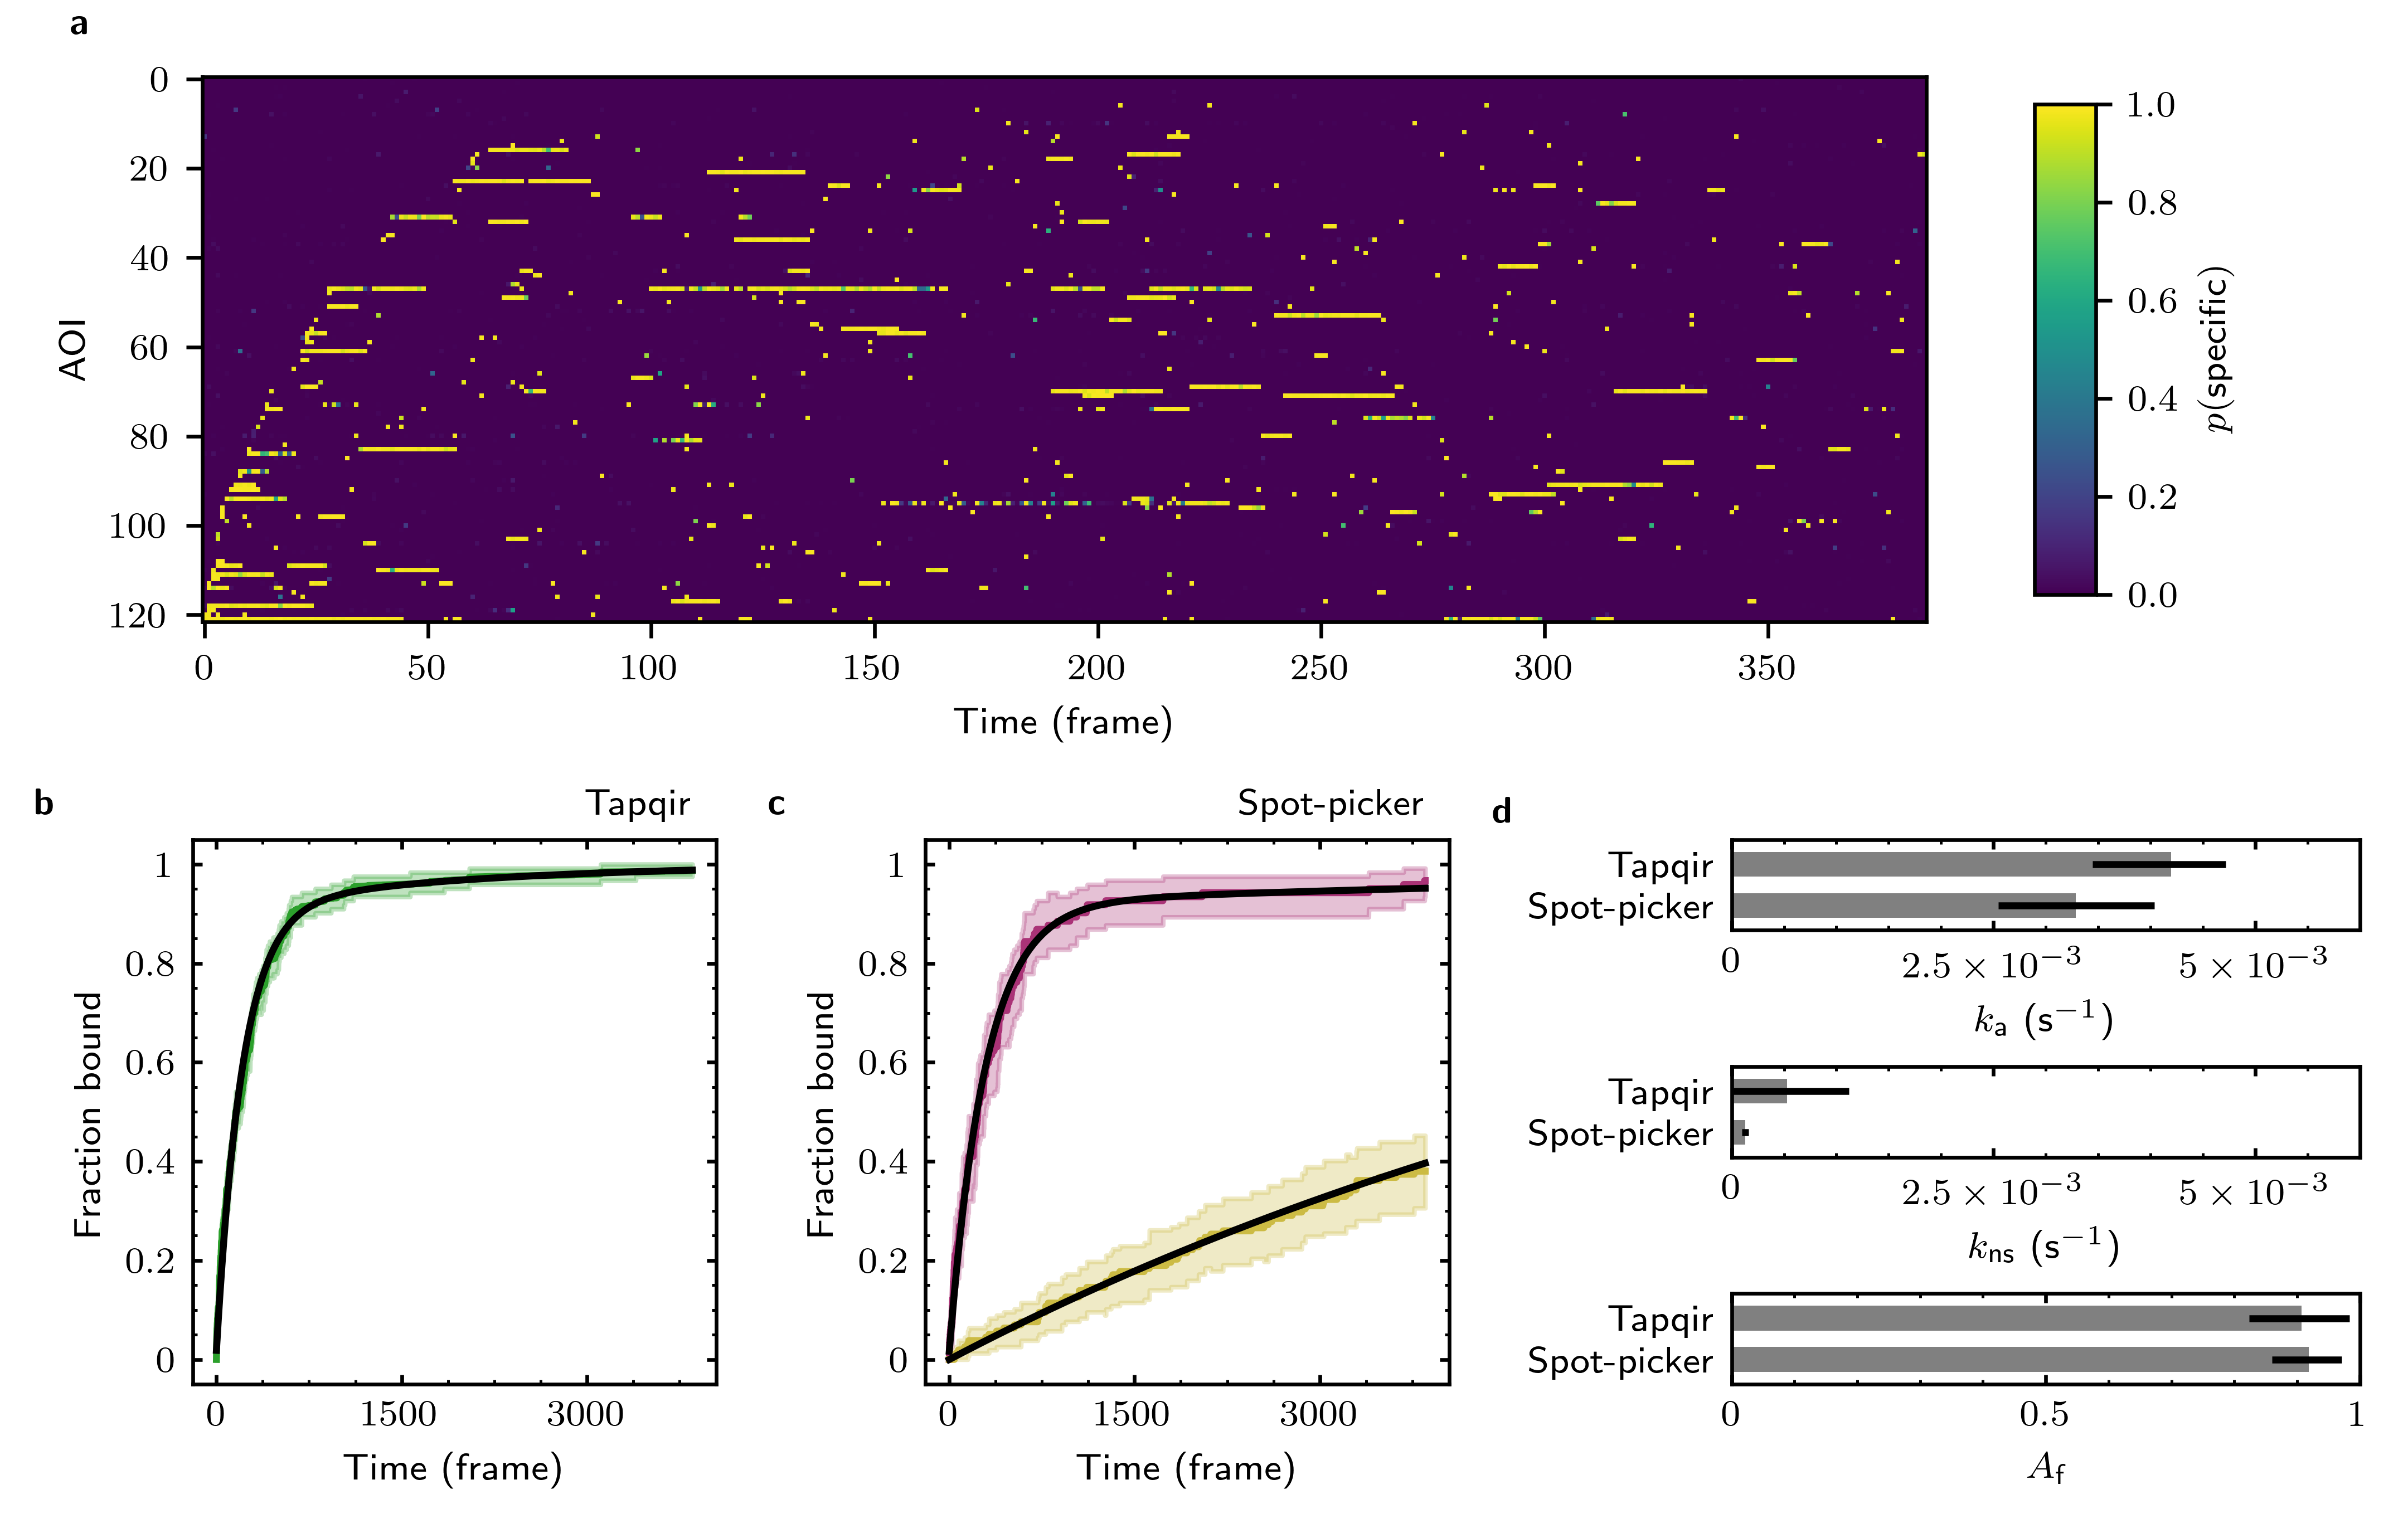 a
0
20
40
60
80
100
120
AOI
0 50 100 150 200 250 300 350
Time (frame)
1.0
0.8
0.6
0.4
0.2
0.0
p(specific)
b
Tapqir
1
0.8
0.6
0.4
0.2
0
Fraction bound
0 1500 3000
Time (frame)
c
Spot-picker
1
0.8
0.6
0.4
0.2
0
Fraction bound
0 1500 3000
Time (frame)
d
Tapqir
Spot-picker
0 2.5 × 10⁻³ 5 × 10⁻³
kₐ (s⁻¹)
Tapqir
Spot-picker
0 2.5 × 10⁻³ 5 × 10⁻³
kₙₛ (s⁻¹)
Tapqir
Spot-picker
0 0.5 1
A_f